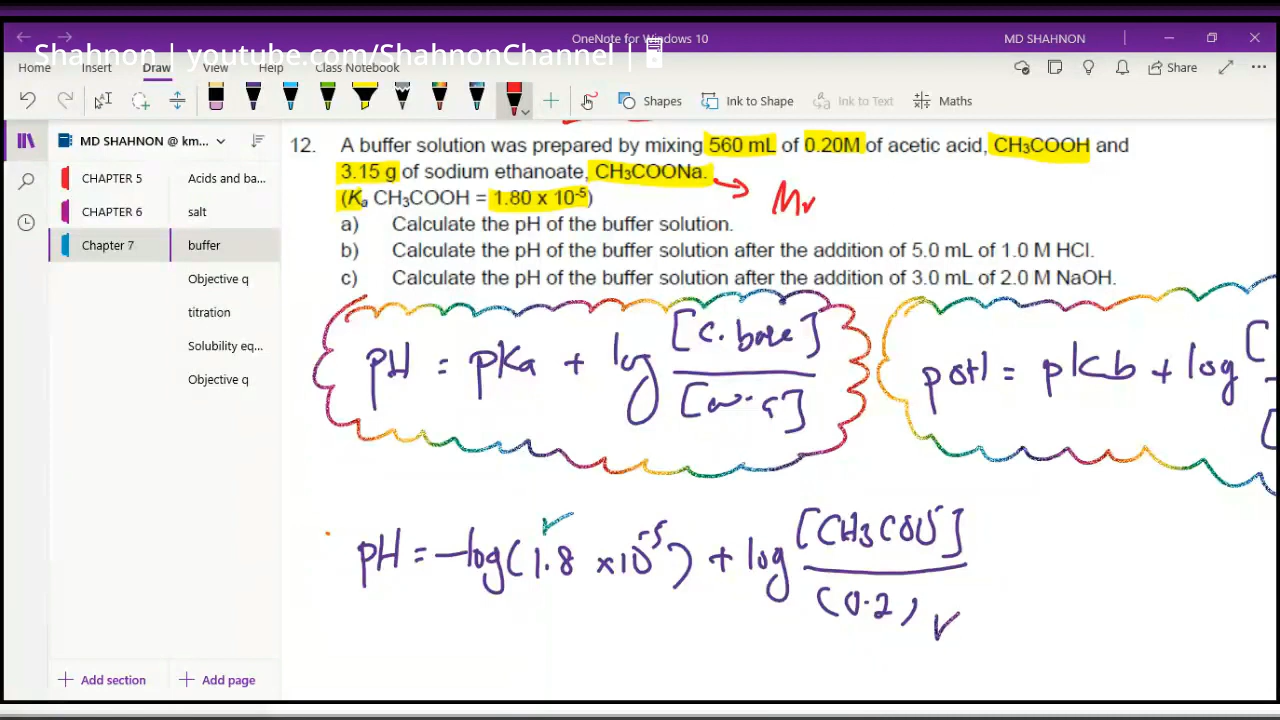 OneNote for Windows 10
MD SHAHNON
Shahnon | youtube.com/ShahnonChannel |
Home Insert Draw View Help Class Notebook Share
Shapes Ink to Shape Ink to Text Maths
MD SHAHNON @ km...
CHAPTER 5
CHAPTER 6
Chapter 7
Acids and ba...
salt
buffer
Objective q
titration
Solubility eq...
Objective q
Add section
Add page
12. A buffer solution was prepared by mixing 560 mL of 0.20M of acetic acid, CH₃COOH and
3.15 g of sodium ethanoate, CH₃COONa.
(Kₐ CH₃COOH = 1.80 x 10⁻⁵)
Mr
a) Calculate the pH of the buffer solution.
b) Calculate the pH of the buffer solution after the addition of 5.0 mL of 1.0 M HCl.
c) Calculate the pH of the buffer solution after the addition of 3.0 mL of 2.0 M NaOH.
pH = pKa + log [c. base] / [w. a]
pOH = pKb + log [
pH = -log(1.8 x10⁻⁵) + log [CH3COO⁻] / (0.2)